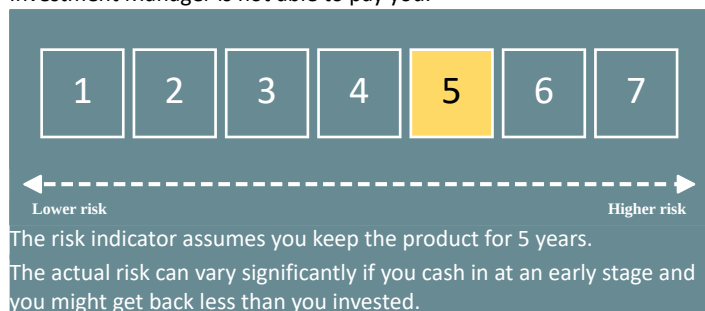 investment manager is not able to pay you.
1 2 3 4 5 6 7
Lower risk Higher risk
The risk indicator assumes you keep the product for 5 years.
The actual risk can vary significantly if you cash in at an early stage and
you might get back less than you invested.